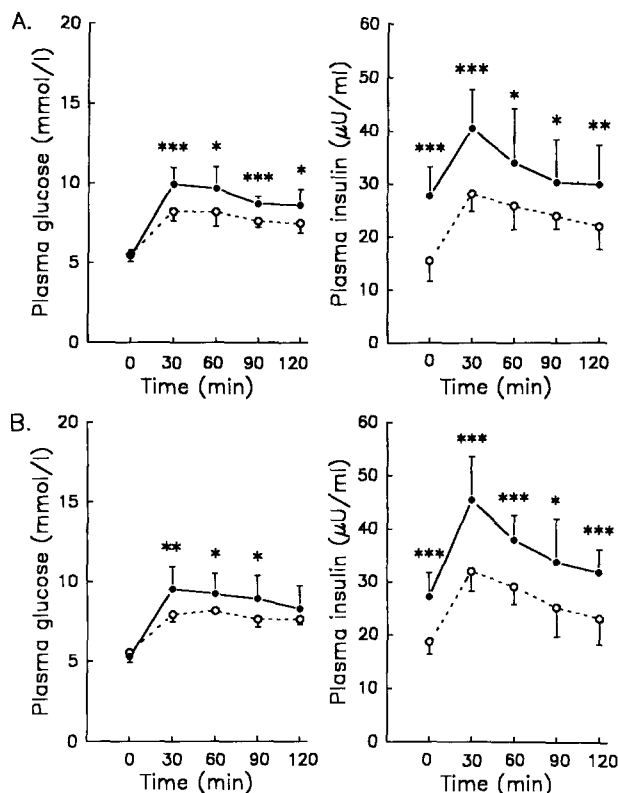 A.
Plasma glucose (mmol/l)
20
15
10
5
0
*** * *** *
0 30 60 90 120
Time (min)
Plasma insulin (μU/ml)
60
50
40
30
20
10
0
*** *** * * **
0 30 60 90 120
Time (min)
B.
Plasma glucose (mmol/l)
20
15
10
5
0
** * *
0 30 60 90 120
Time (min)
Plasma insulin (μU/ml)
60
50
40
30
20
10
0
*** *** *** * ***
0 30 60 90 120
Time (min)